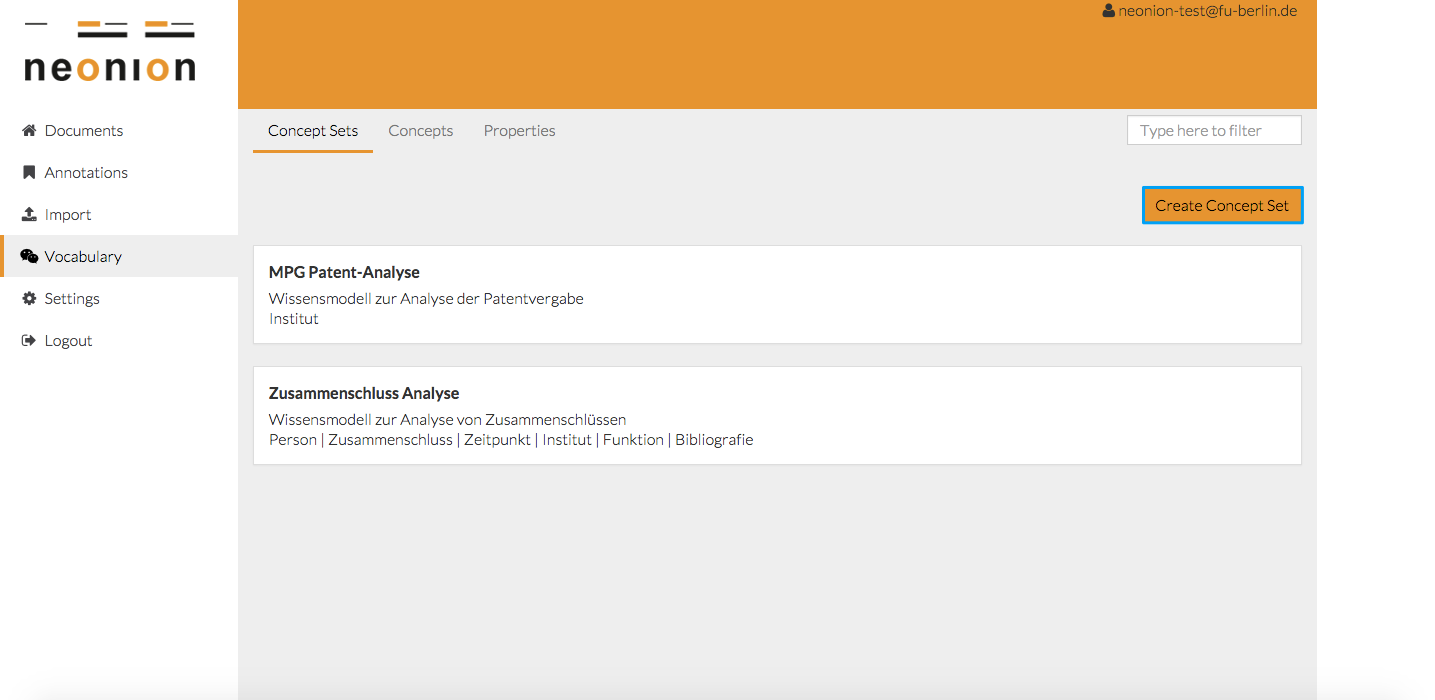 neonion
neonion-test@fu-berlin.de
Documents
Annotations
Import
Vocabulary
Settings
Logout
Concept Sets
Concepts
Properties
Type here to filter
Create Concept Set
MPG Patent-Analyse
Wissensmodell zur Analyse der Patentvergabe
Institut
Zusammenschluss Analyse
Wissensmodell zur Analyse von Zusammenschlüssen
Person | Zusammenschluss | Zeitpunkt | Institut | Funktion | Bibliografie